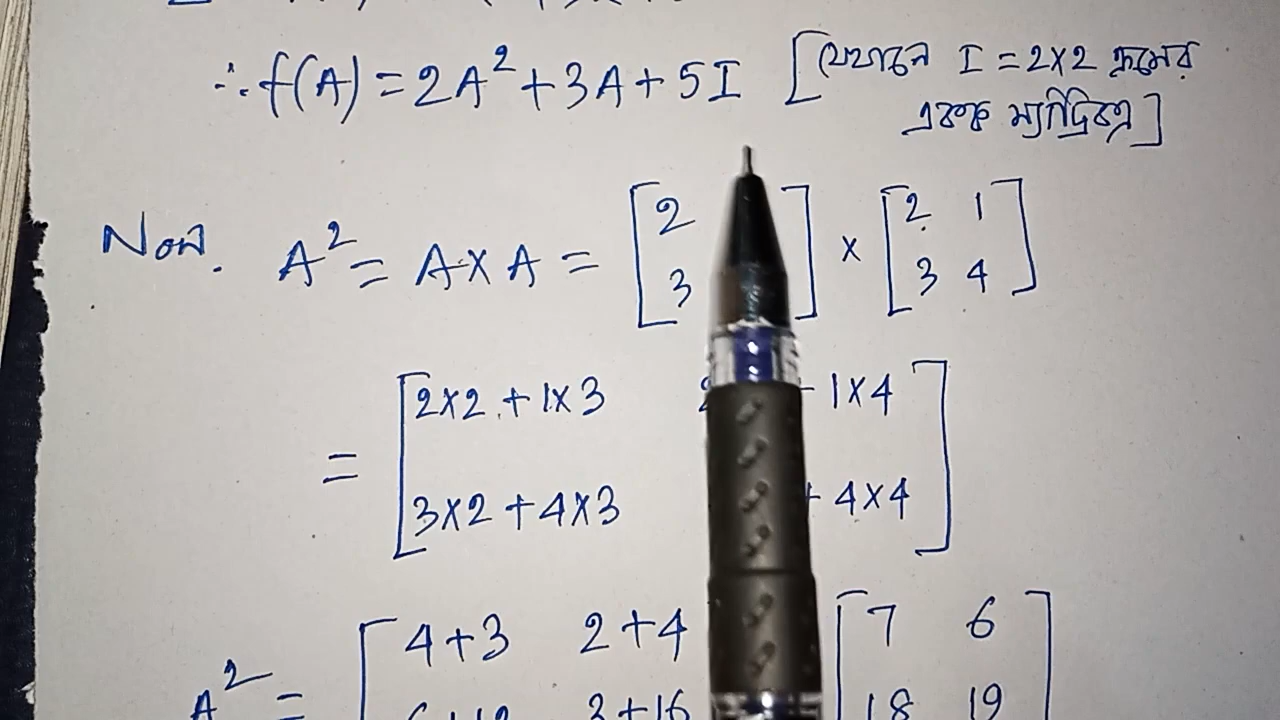 ∴ f(A) = 2A² + 3A + 5I [যেখানে I = 2×2 ক্রমের
একক ম্যাট্রিক্স]
Now. A² = A×A = [2 3] × [2 1
3 4]
= [2×2 + 1×3 1×4
3×2 + 4×3 + 4×4]
A² = [4+3 2+4 [7 6
3+16 18 19